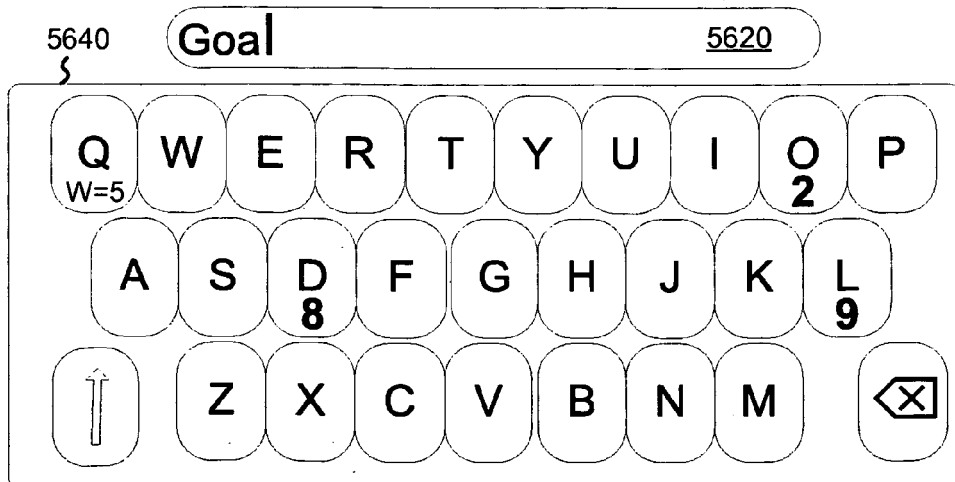 5640
Goal 5620
Q W E R T Y U I O P
W=5 2
A S D F G H J K L
8 9
Z X C V B N M